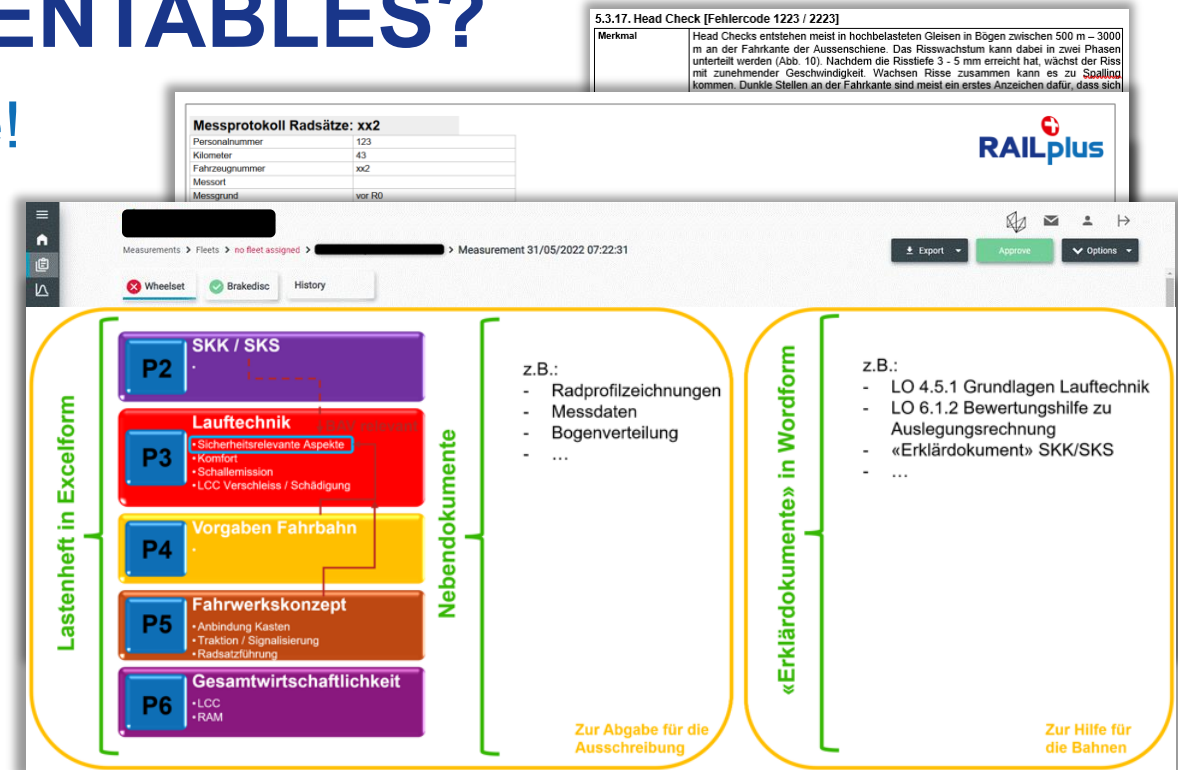 ENTABLES?
!
5.3.17. Head Check [Fehlercode 1223 / 2223]
Merkmal
Head Checks entstehen meist in hochbelasteten Gleisen in Bögen zwischen 500 m – 3000
m an der Fahrkante der Aussenschiene. Das Risswachstum kann dabei in zwei Phasen
unterteilt werden (Abb. 10). Nachdem die Risstiefe 3 - 5 mm erreicht hat, wächst der Riss
mit zunehmender Geschwindigkeit. Wachsen Risse zusammen kann es zu Spalling
kommen. Dunkle Stellen an der Fahrkante sind meist ein erstes Anzeichen dafür, dass sich
Messprotokoll Radsätze: xx2
Personalnummer 123
Kilometer 43
Fahrzeugnummer xx2
Messort
Messgrund vor R0
RAILplus
Measurements > Fleets > no fleet assigned > > Measurement 31/05/2022 07:22:31
Export
Approve
Options
Wheelset
Brakedisc
History
Lastenheft in Excelform
P2
SKK / SKS
P3
Lauftechnik
• Sicherheitsrelevante Aspekte
• Komfort
• Schallemission
• LCC Verschleiss / Schädigung
P4
Vorgaben Fahrbahn
P5
Fahrwerkskonzept
• Anbindung Kasten
• Traktion / Signalisierung
• Radsatzführung
P6
Gesamtwirtschaftlichkeit
• LCC
• RAM
Nebendokumente
z.B.:
- Radprofilzeichnungen
- Messdaten
- Bogenverteilung
- …
Zur Abgabe für die
Ausschreibung
«Erklärdokumente» in Wordform
z.B.:
- LO 4.5.1 Grundlagen Lauftechnik
- LO 6.1.2 Bewertungshilfe zu
Auslegungsrechnung
- «Erklärdokument» SKK/SKS
- …
Zur Hilfe für
die Bahnen